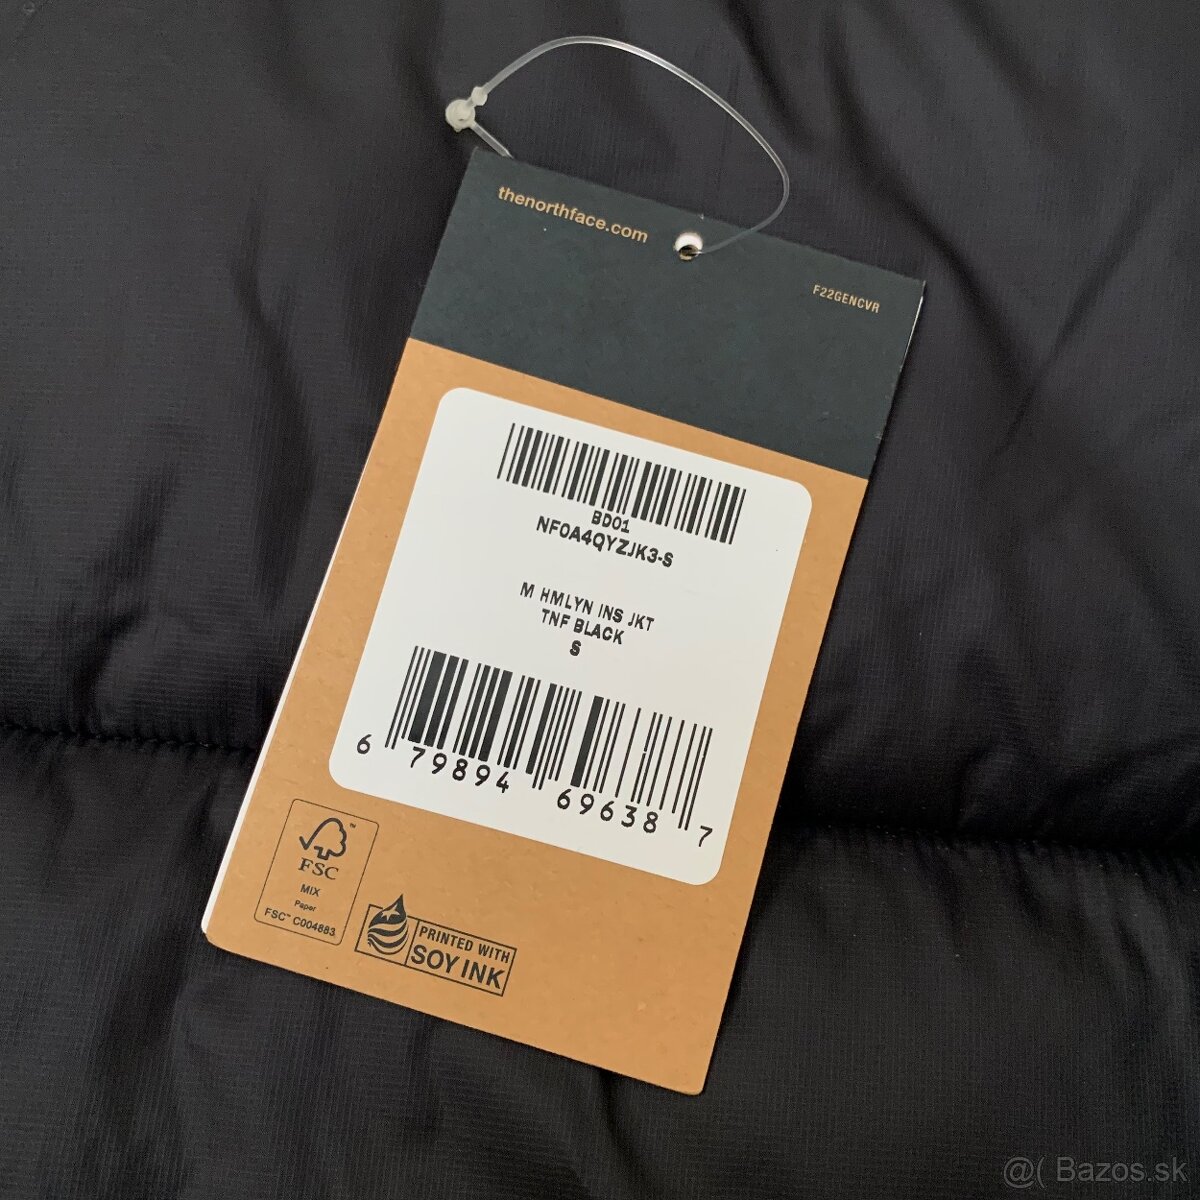 thenorthface.com
F22GENCVR
BD01
NF0A4QYZJK3-S
M HMLYN INS JKT
TNF BLACK
S
6 79894 69638 7
FSC™
MIX
Paper
FSC™ C004883
PRINTED WITH
SOY INK
@( Bazos.sk